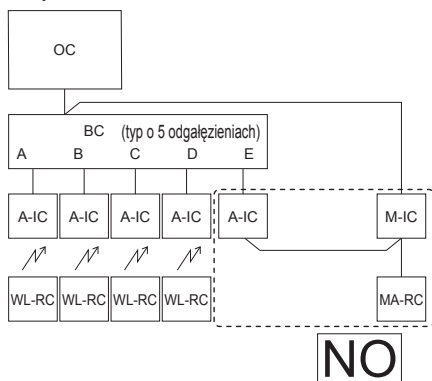 OC
BC (typ o 5 odgałęzieniach)
A B C D E
A-IC A-IC A-IC A-IC A-IC M-IC
WL-RC WL-RC WL-RC WL-RC MA-RC
NO